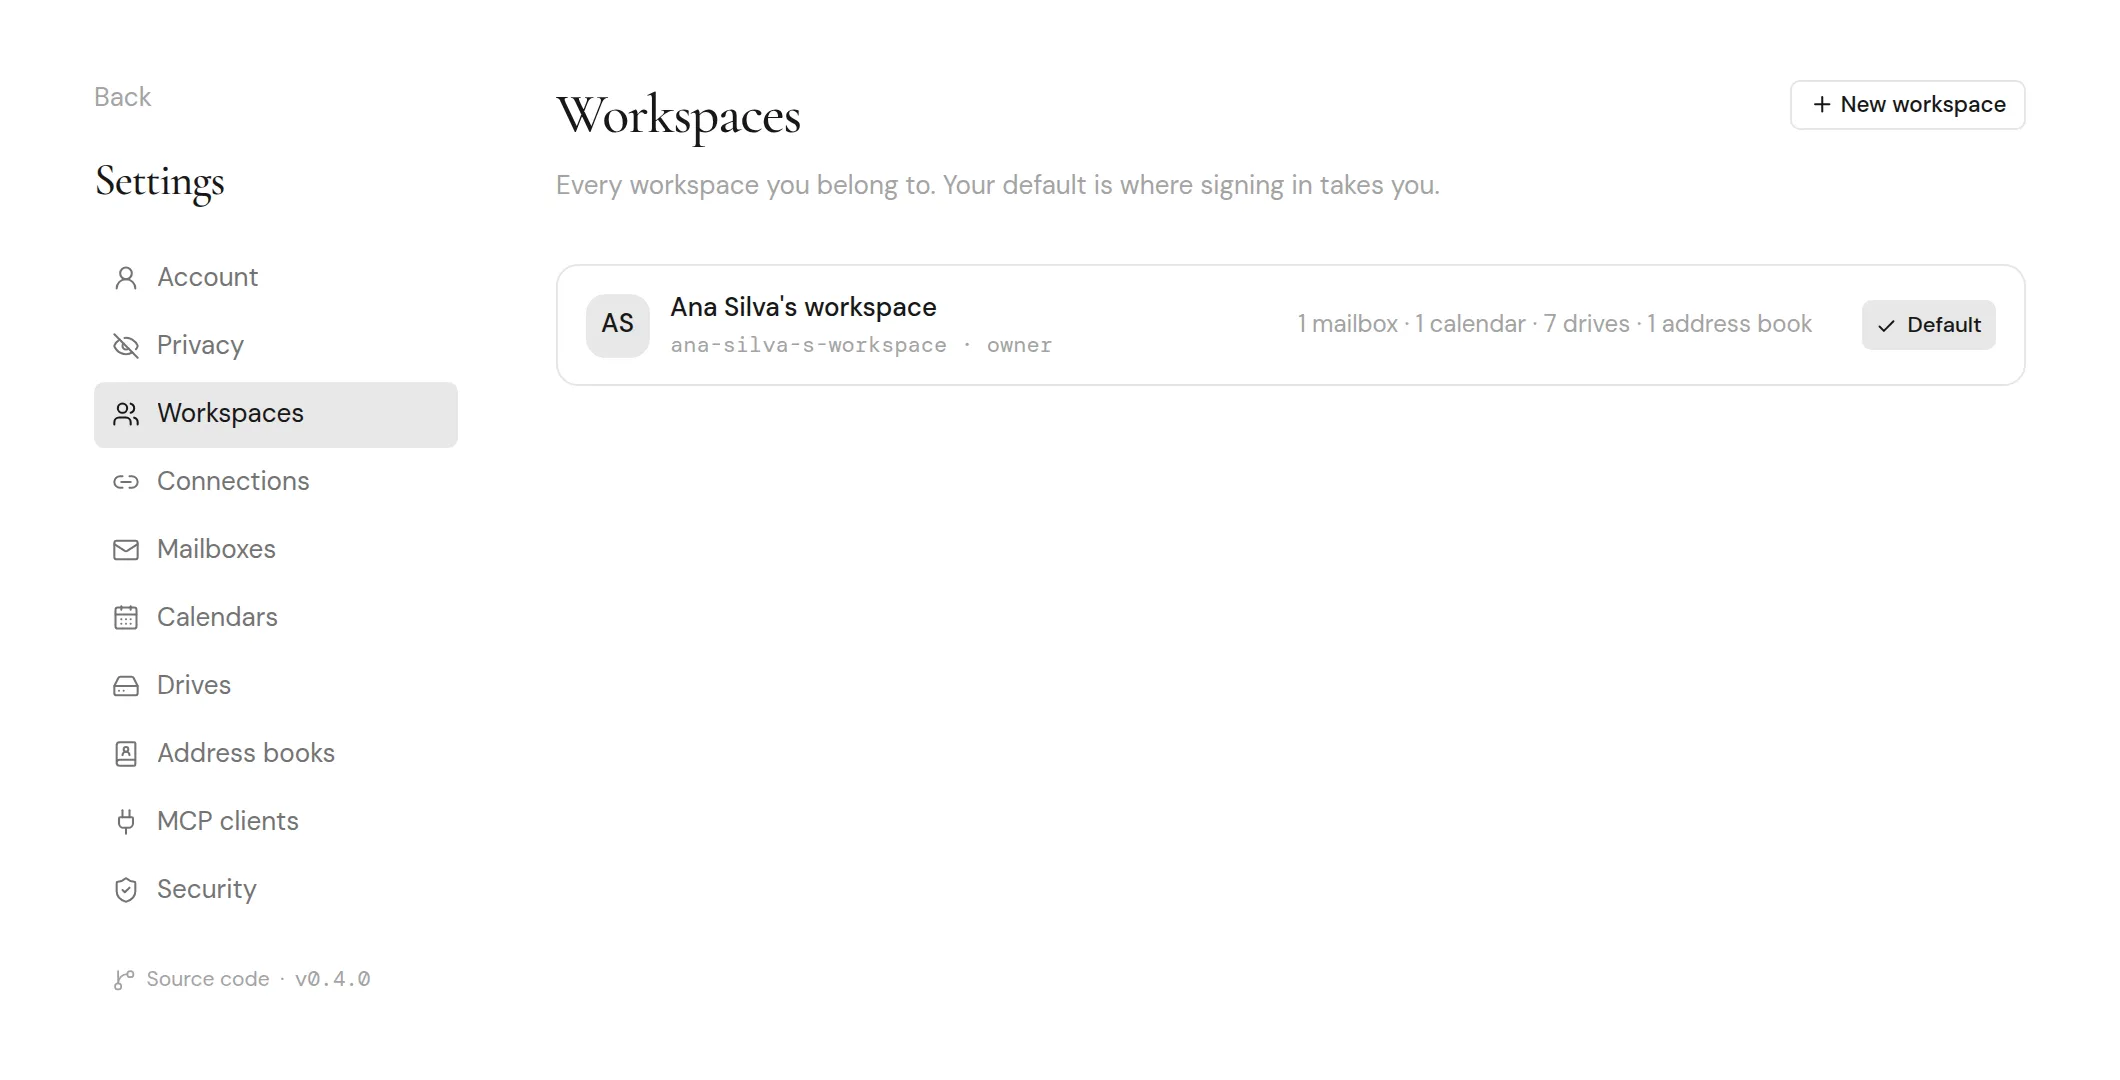 Back
Settings
Account
Privacy
Workspaces
Connections
Mailboxes
Calendars
Drives
Address books
MCP clients
Security
Source code · v0.4.0
Workspaces
+ New workspace
Every workspace you belong to. Your default is where signing in takes you.
AS
Ana Silva's workspace
ana-silva-s-workspace · owner
1 mailbox · 1 calendar · 7 drives · 1 address book
Default